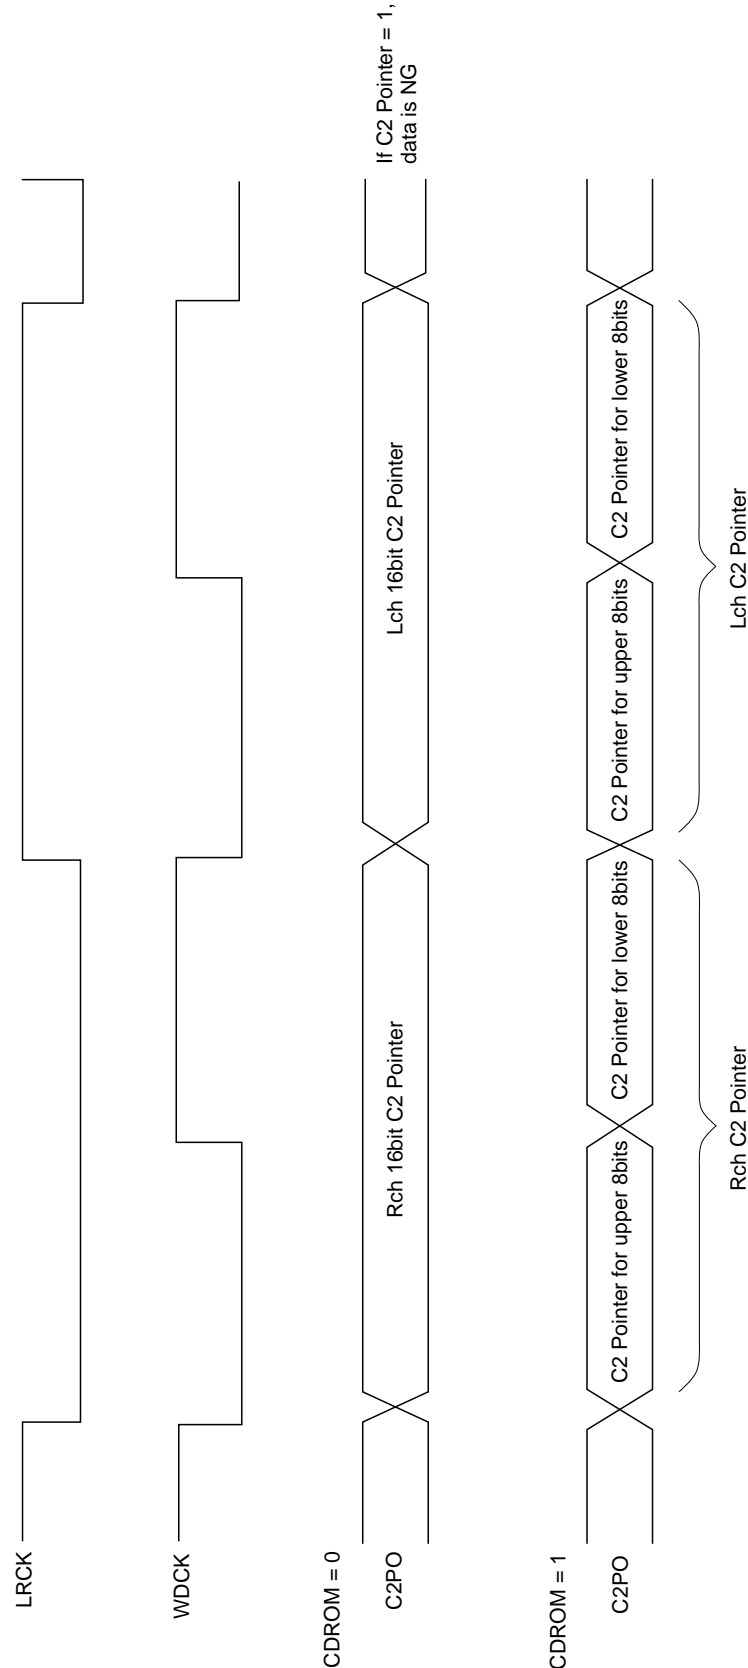 LRCK
WDCK
CDROM = 0
C2PO
Rch 16bit C2 Pointer
Lch 16bit C2 Pointer
If C2 Pointer = 1,
data is NG
CDROM = 1
C2PO
C2 Pointer for upper 8bits
C2 Pointer for lower 8bits
C2 Pointer for upper 8bits
C2 Pointer for lower 8bits
Rch C2 Pointer
Lch C2 Pointer